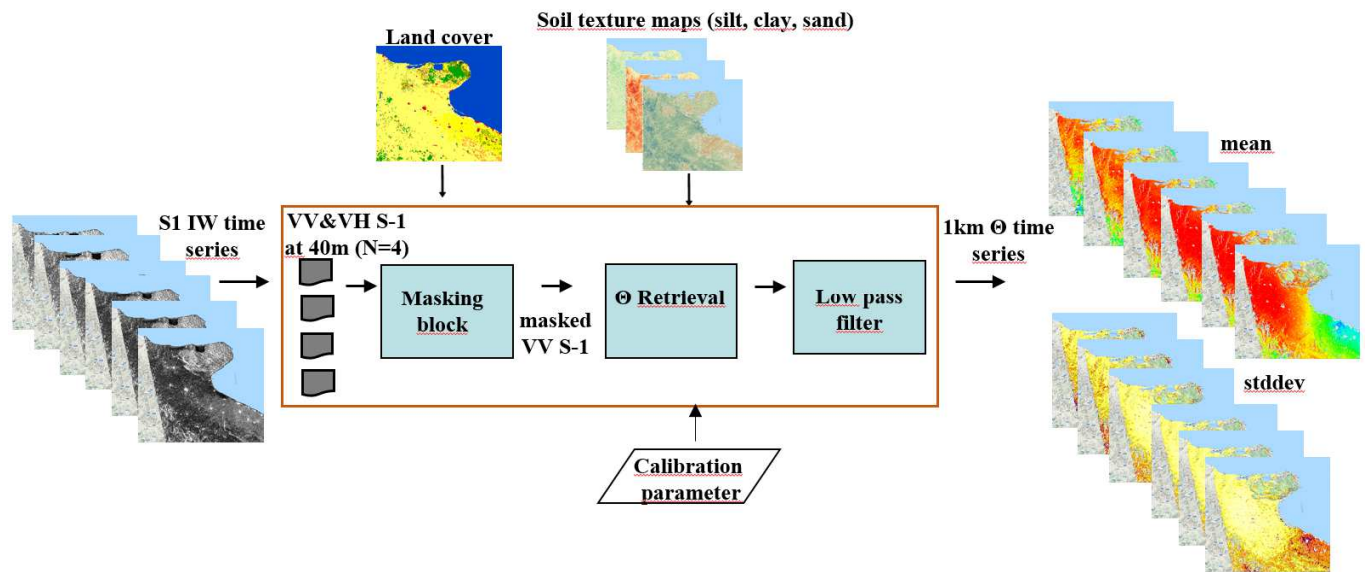 Soil texture maps (silt, clay, sand)
Land cover
mean
S1 IW time
series
VV&VH S-1
at 40m (N=4)
Masking
block
masked
VV S-1
Θ Retrieval
Low pass
filter
1km Θ time
series
stddev
Calibration
parameter